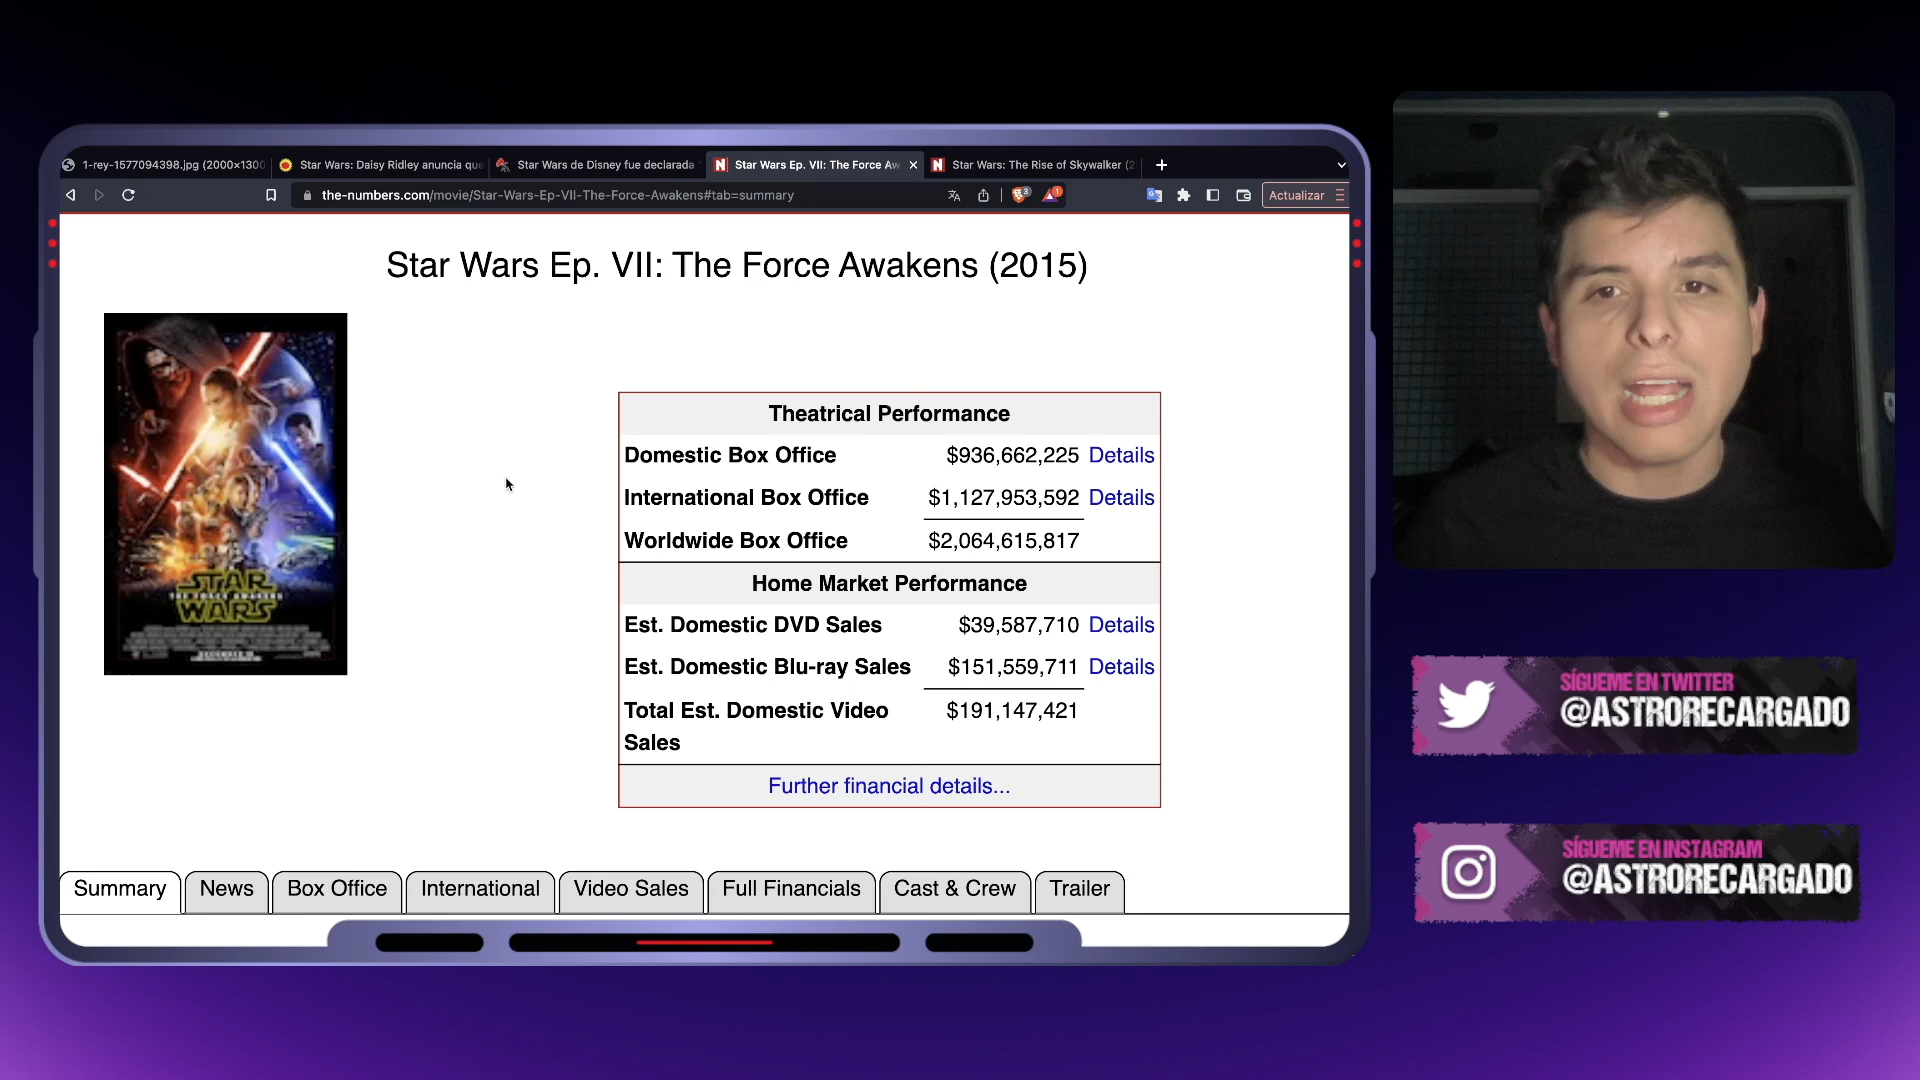 1-rey-1577094398.jpg (2000×1300
Star Wars: Daisy Ridley anuncia que
Star Wars de Disney fue declarada
Star Wars Ep. VII: The Force Aw
Star Wars: The Rise of Skywalker (2
the-numbers.com/movie/Star-Wars-Ep-VII-The-Force-Awakens#tab=summary
3
1
Actualizar
Star Wars Ep. VII: The Force Awakens (2015)
STAR
THE FORCE AWAKENS
WARS
Theatrical Performance
Domestic Box Office $936,662,225 Details
International Box Office $1,127,953,592 Details
Worldwide Box Office $2,064,615,817
Home Market Performance
Est. Domestic DVD Sales $39,587,710 Details
Est. Domestic Blu-ray Sales $151,559,711 Details
Total Est. Domestic Video $191,147,421
Sales
Further financial details...
Summary News Box Office International Video Sales Full Financials Cast & Crew Trailer
SÍGUEME EN TWITTER
@ASTRORECARGADO
SÍGUEME EN INSTAGRAM
@ASTRORECARGADO